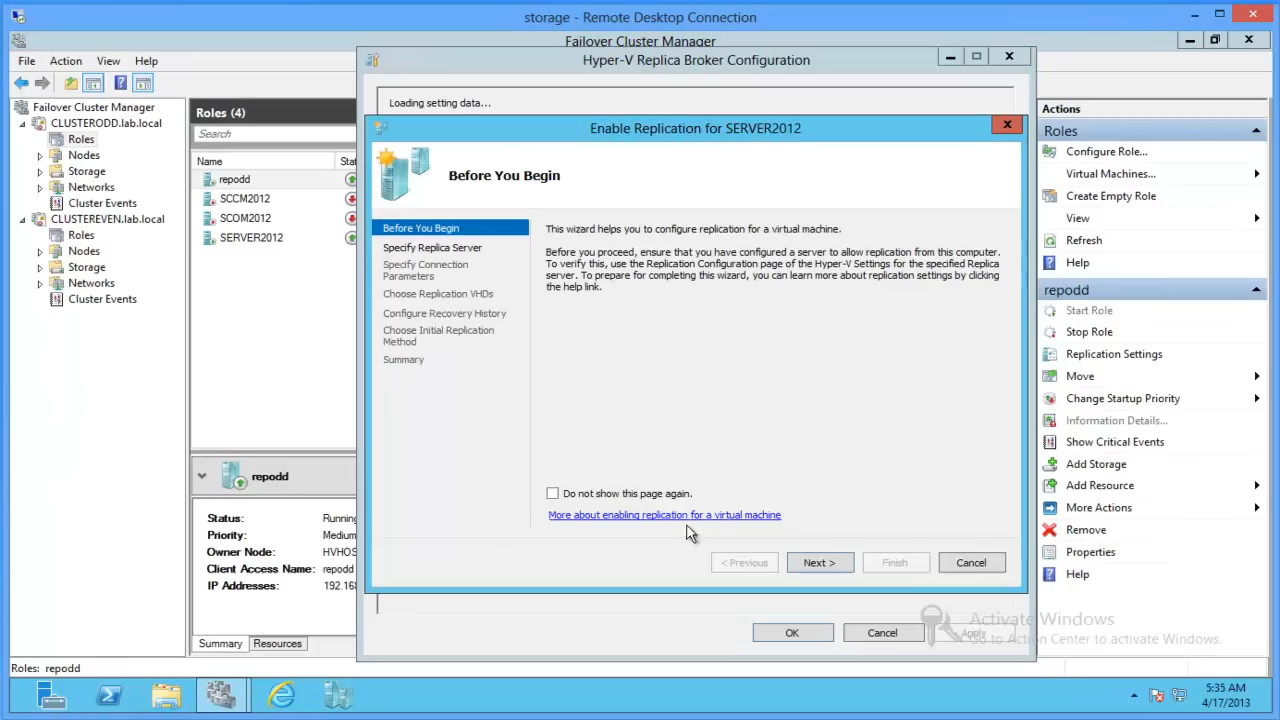 storage - Remote Desktop Connection
Failover Cluster Manager
File Action View Help
Hyper-V Replica Broker Configuration
Failover Cluster Manager
CLUSTERODD.lab.local
Roles
Nodes
Storage
Networks
Cluster Events
CLUSTEREVEN.lab.local
Roles
Nodes
Storage
Networks
Cluster Events
Roles (4)
Search
Name Stat
repodd
SCCM2012
SCOM2012
SERVER2012
repodd
Status: Running
Priority: Medium
Owner Node: HVHOS
Client Access Name: repodd
IP Addresses: 192.168
Summary Resources
Loading setting data...
Enable Replication for SERVER2012
Before You Begin
Before You Begin
Specify Replica Server
Specify Connection
Parameters
Choose Replication VHDs
Configure Recovery History
Choose Initial Replication
Method
Summary
This wizard helps you to configure replication for a virtual machine.
Before you proceed, ensure that you have configured a server to allow replication from this computer.
To verify this, use the Replication Configuration page of the Hyper-V Settings for the specified Replica
server. To prepare for completing this wizard, you can learn more about replication settings by clicking
the help link.
Do not show this page again.
More about enabling replication for a virtual machine
< Previous Next > Finish Cancel
OK Cancel Apply
Actions
Roles
Configure Role...
Virtual Machines...
Create Empty Role
View
Refresh
Help
repodd
Start Role
Stop Role
Replication Settings
Move
Change Startup Priority
Information Details...
Show Critical Events
Add Storage
Add Resource
More Actions
Remove
Properties
Help
Activate Windows
Go to Action Center to activate Windows.
Roles: repodd
5:35 AM
4/17/2013